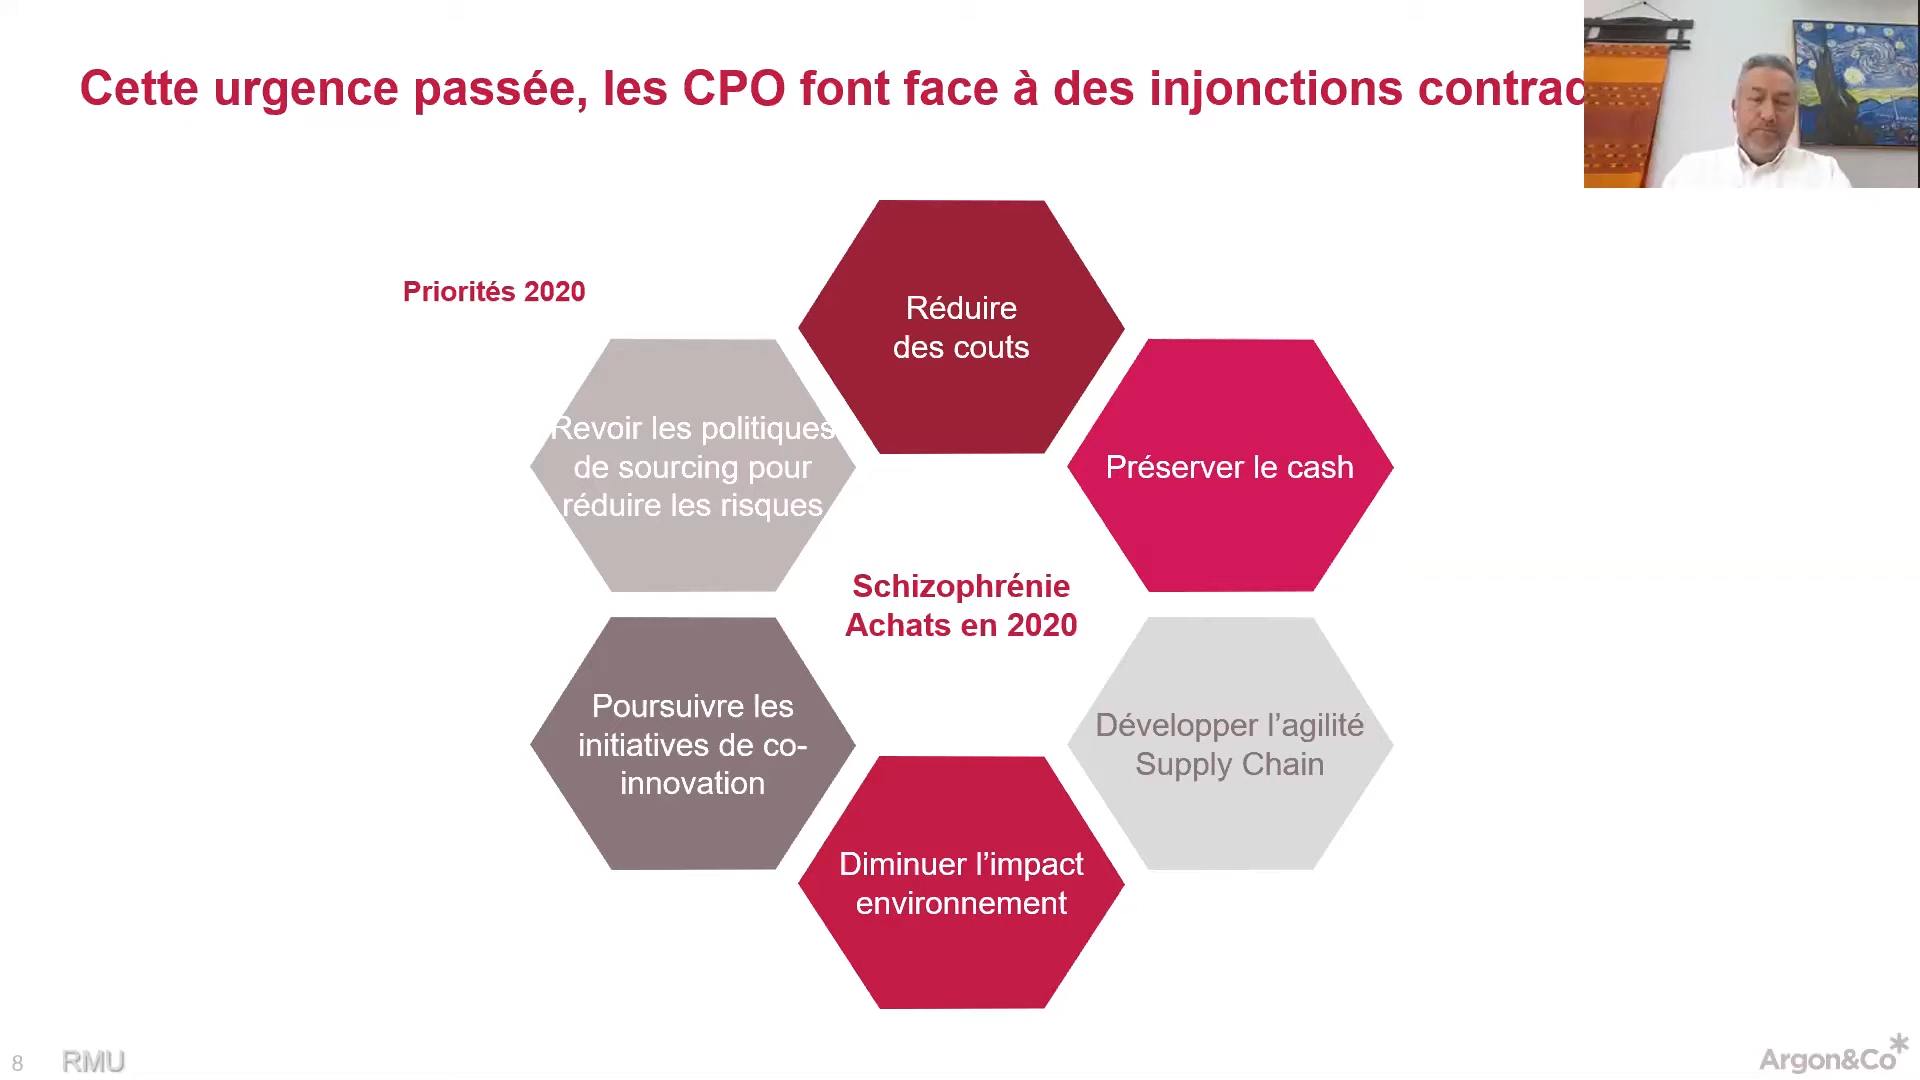 Cette urgence passée, les CPO font face à des injonctions
Priorités 2020
Réduire
des couts
Revoir les politiques
de sourcing pour
réduire les risques
Préserver le cash
Schizophrénie
Achats en 2020
Poursuivre les
initiatives de co-
innovation
Développer l’agilité
Supply Chain
Diminuer l’impact
environnement
8 RMU
Argon&Co